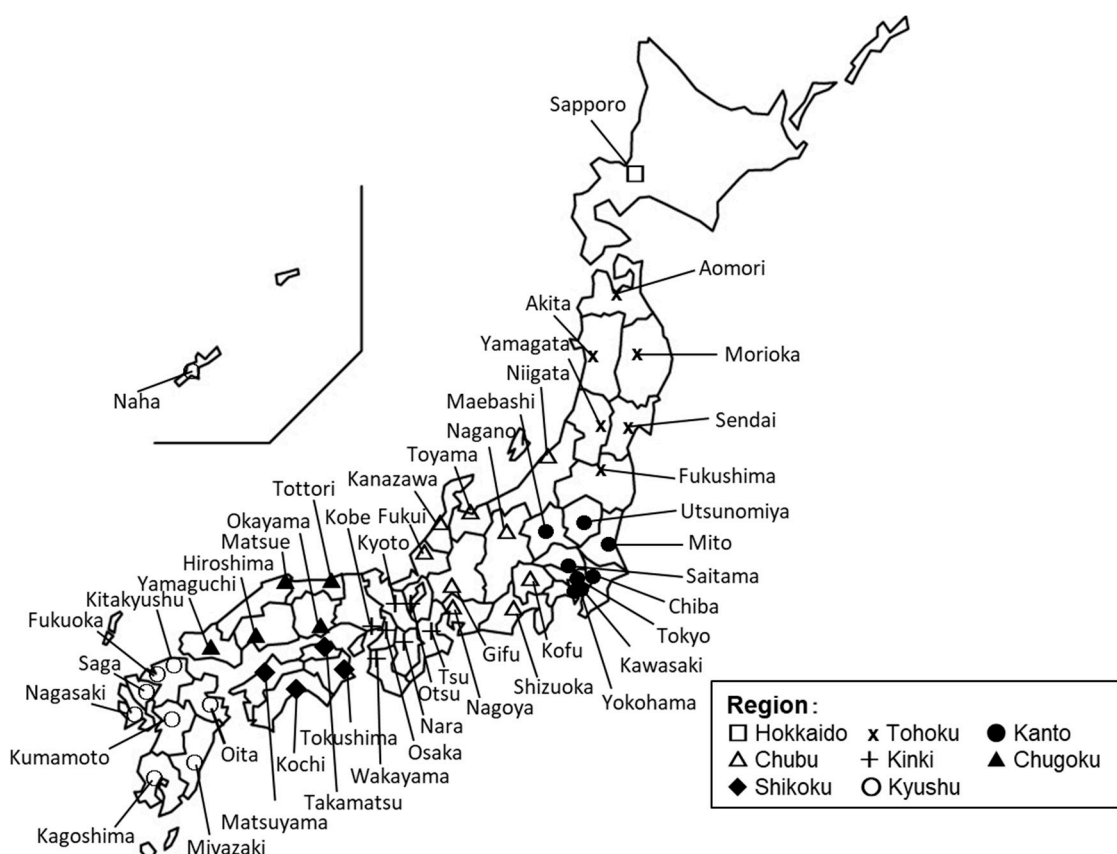 Sapporo
Aomori
Akita
Yamagata
Morioka
Niigata
Naha
Maebashi
Sendai
Nagano
Toyama
Kanazawa
Fukushima
Tottori
Okayama
Kobe
Fukui
Utsunomiya
Matsue
Kyoto
Mito
Hiroshima
Yamaguchi
Saitama
Kitakyushu
Chiba
Fukuoka
Tokyo
Saga
Gifu
Kofu
Kawasaki
Tsu
Nagasaki
Otsu
Shizuoka
Yokohama
Nagoya
Nara
Tokushima
Osaka
Kumamoto
Oita
Kochi
Wakayama
Takamatsu
Kagoshima
Matsuyama
Miyazaki
Region:
Hokkaido x Tohoku Kanto
Chubu Kinki Chugoku
Shikoku Kyushu